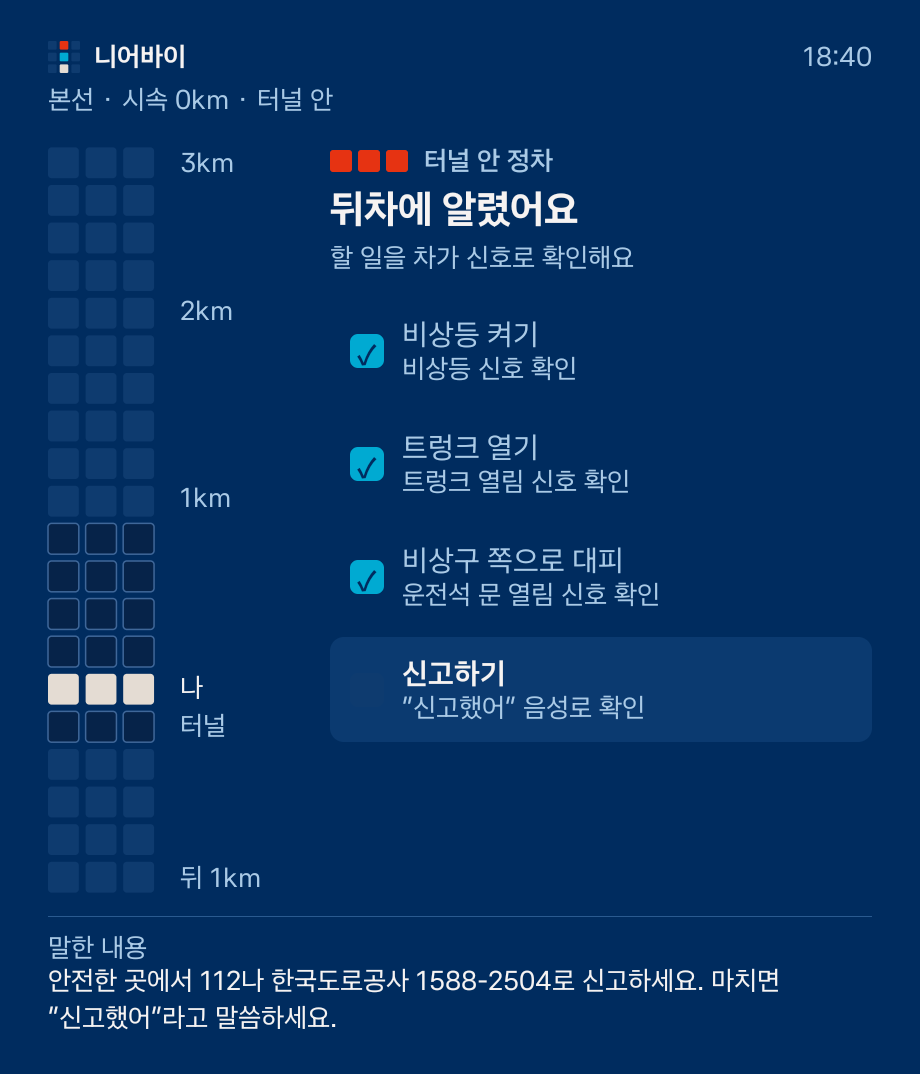 니어바이
18:40
본선 · 시속 0km · 터널 안
3km
2km
1km
나
터널
뒤 1km
터널 안 정차
뒤차에 알렸어요
할 일을 차가 신호로 확인해요
비상등 켜기
비상등 신호 확인
트렁크 열기
트렁크 열림 신호 확인
비상구 쪽으로 대피
운전석 문 열림 신호 확인
신고하기
"신고했어" 음성로 확인
말한 내용
안전한 곳에서 112나 한국도로공사 1588-2504로 신고하세요. 마치면
"신고했어"라고 말씀하세요.